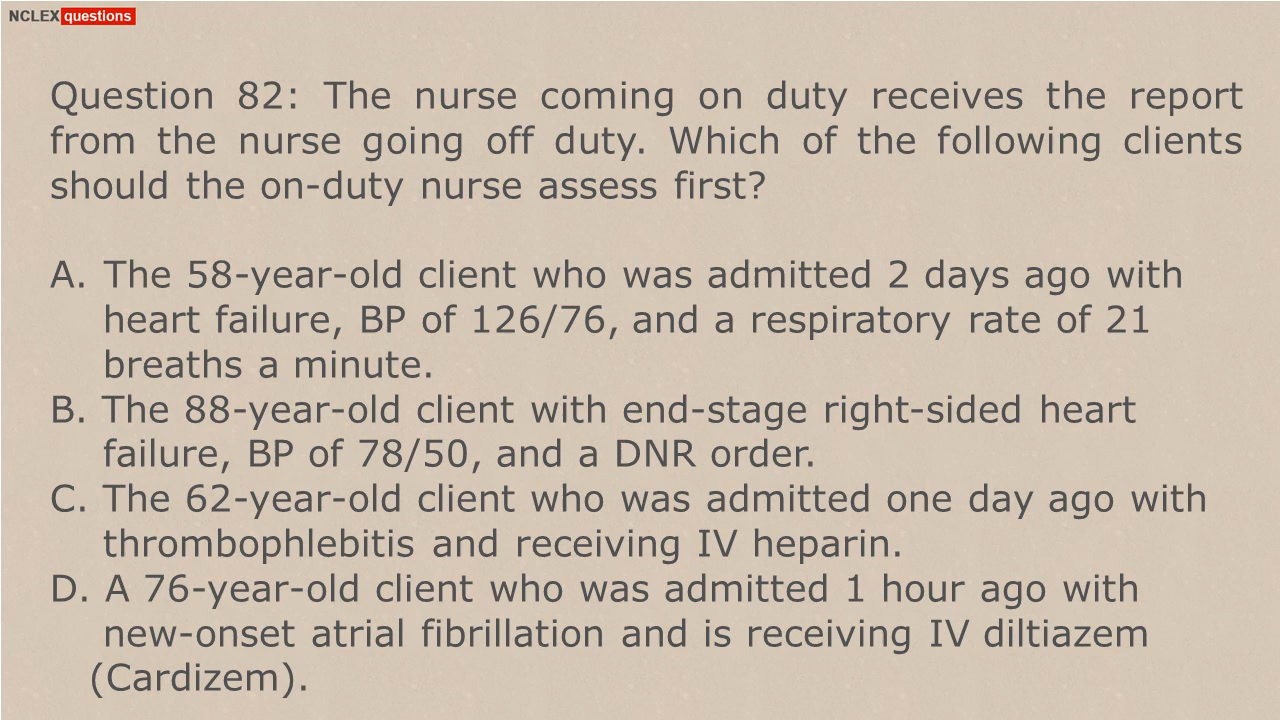 NCLEX questions
Question 82: The nurse coming on duty receives the report
from the nurse going off duty. Which of the following clients
should the on-duty nurse assess first?
A. The 58-year-old client who was admitted 2 days ago with
heart failure, BP of 126/76, and a respiratory rate of 21
breaths a minute.
B. The 88-year-old client with end-stage right-sided heart
failure, BP of 78/50, and a DNR order.
C. The 62-year-old client who was admitted one day ago with
thrombophlebitis and receiving IV heparin.
D. A 76-year-old client who was admitted 1 hour ago with
new-onset atrial fibrillation and is receiving IV diltiazem
(Cardizem).